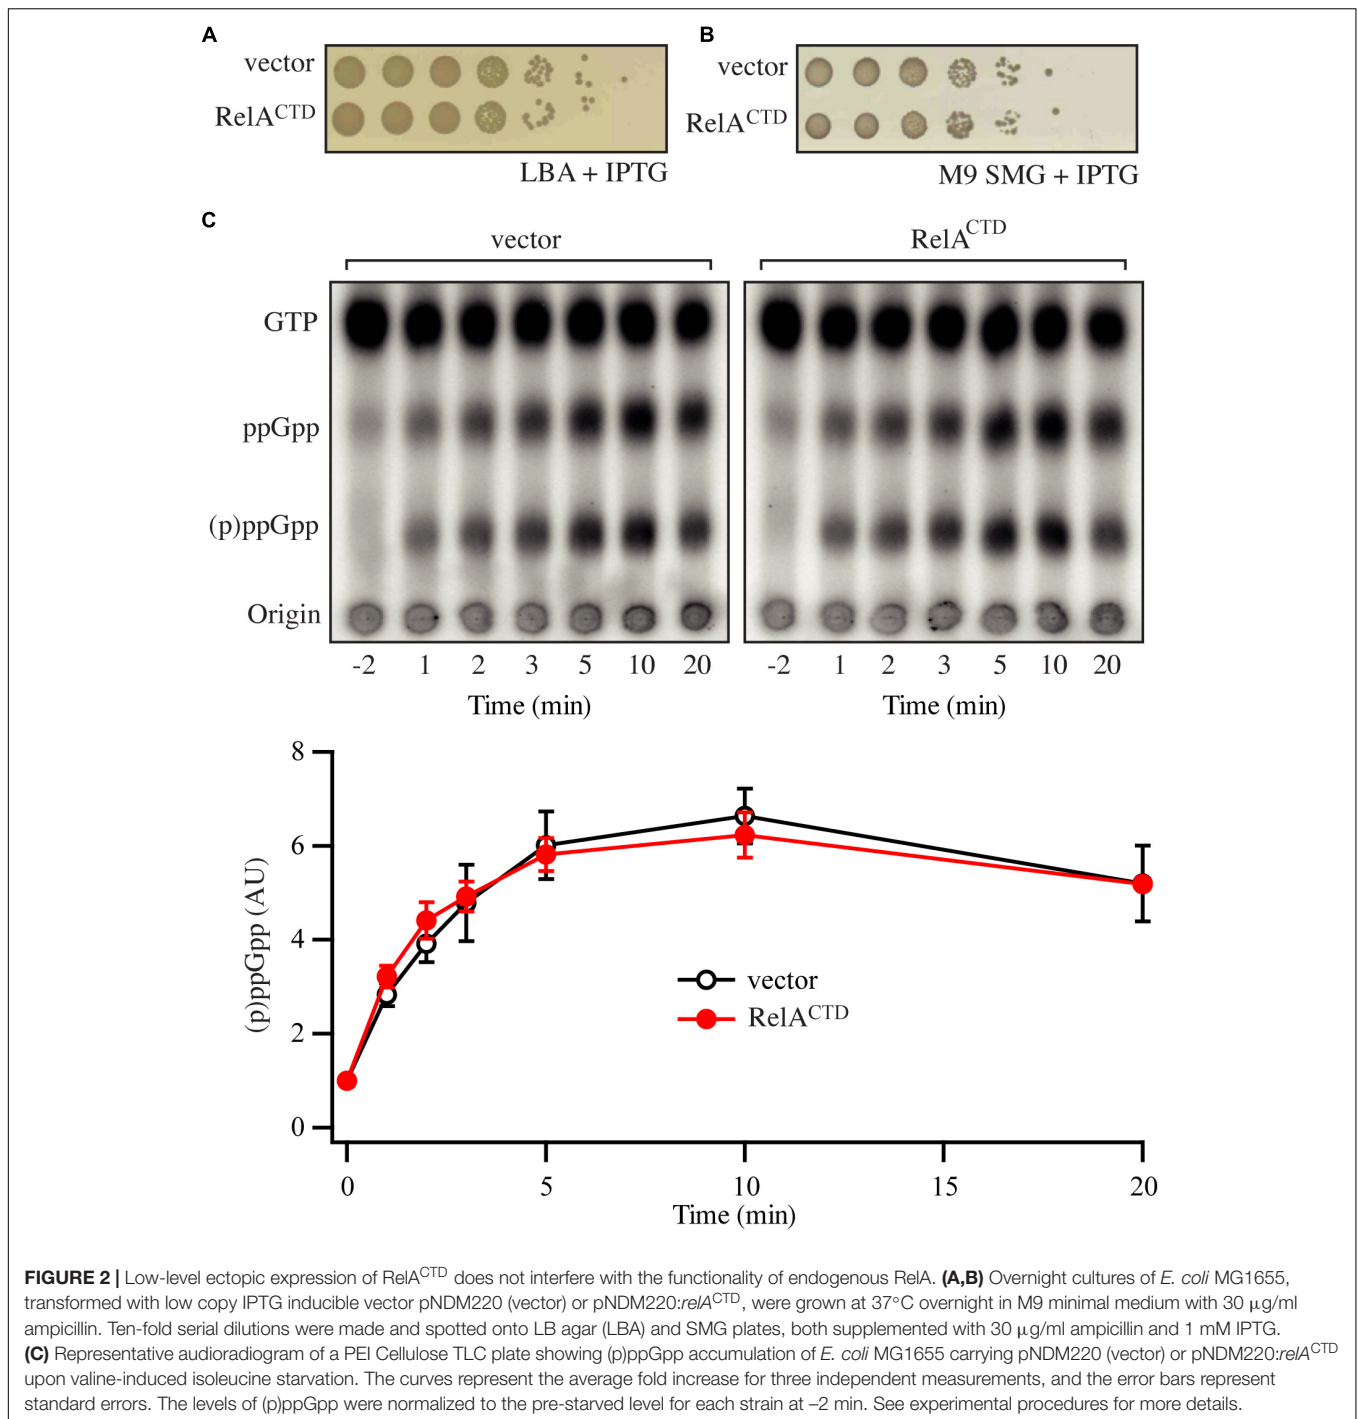 A
vector
RelA^CTD
LBA + IPTG
B
vector
RelA^CTD
M9 SMG + IPTG
C
vector
RelA^CTD
GTP
ppGpp
(p)ppGpp
Origin
-2 1 2 3 5 10 20
Time (min)
-2 1 2 3 5 10 20
Time (min)
8
6
4
2
0
(p)ppGpp (AU)
vector
RelA^CTD
0 5 10 15 20
Time (min)
FIGURE 2 | Low-level ectopic expression of RelA^CTD does not interfere with the functionality of endogenous RelA. (A,B) Overnight cultures of E. coli MG1655,
transformed with low copy IPTG inducible vector pNDM220 (vector) or pNDM220:relA^CTD, were grown at 37°C overnight in M9 minimal medium with 30 μg/ml
ampicillin. Ten-fold serial dilutions were made and spotted onto LB agar (LBA) and SMG plates, both supplemented with 30 μg/ml ampicillin and 1 mM IPTG.
(C) Representative audioradiogram of a PEI Cellulose TLC plate showing (p)ppGpp accumulation of E. coli MG1655 carrying pNDM220 (vector) or pNDM220:relA^CTD
upon valine-induced isoleucine starvation. The curves represent the average fold increase for three independent measurements, and the error bars represent
standard errors. The levels of (p)ppGpp were normalized to the pre-starved level for each strain at –2 min. See experimental procedures for more details.